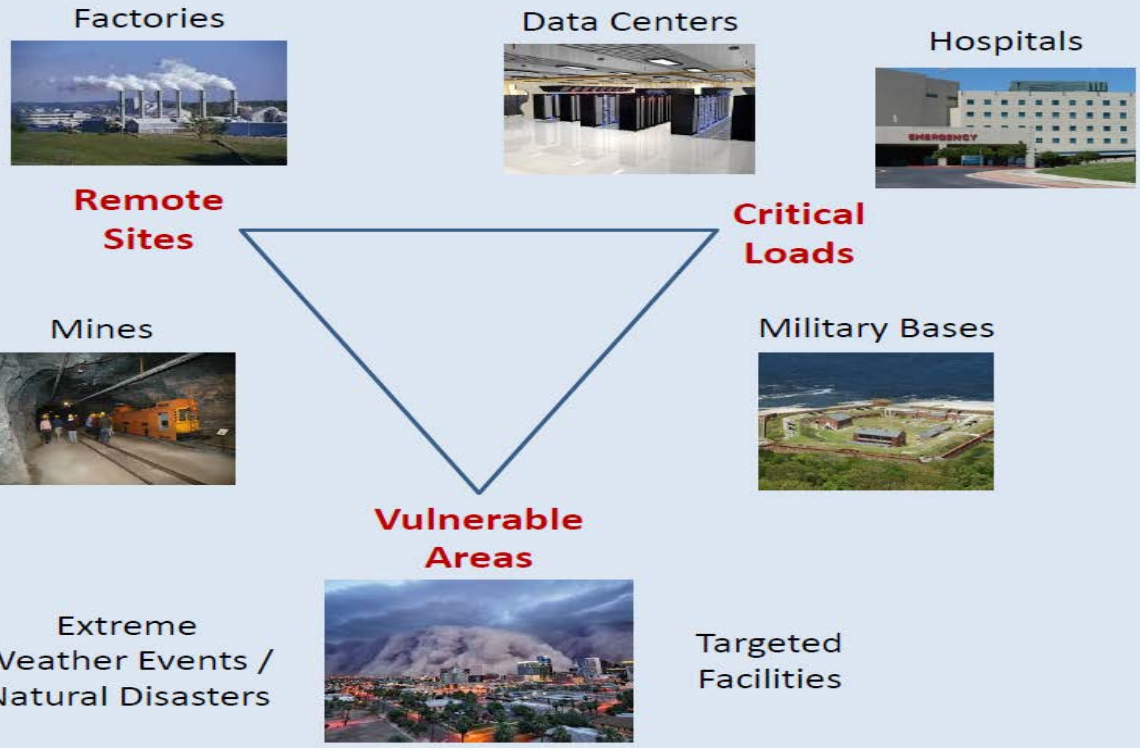 Factories
Data Centers
Hospitals
EMERGENCY
Remote
Sites
Critical
Loads
Mines
Military Bases
Vulnerable
Areas
Extreme
Weather Events /
Natural Disasters
Targeted
Facilities